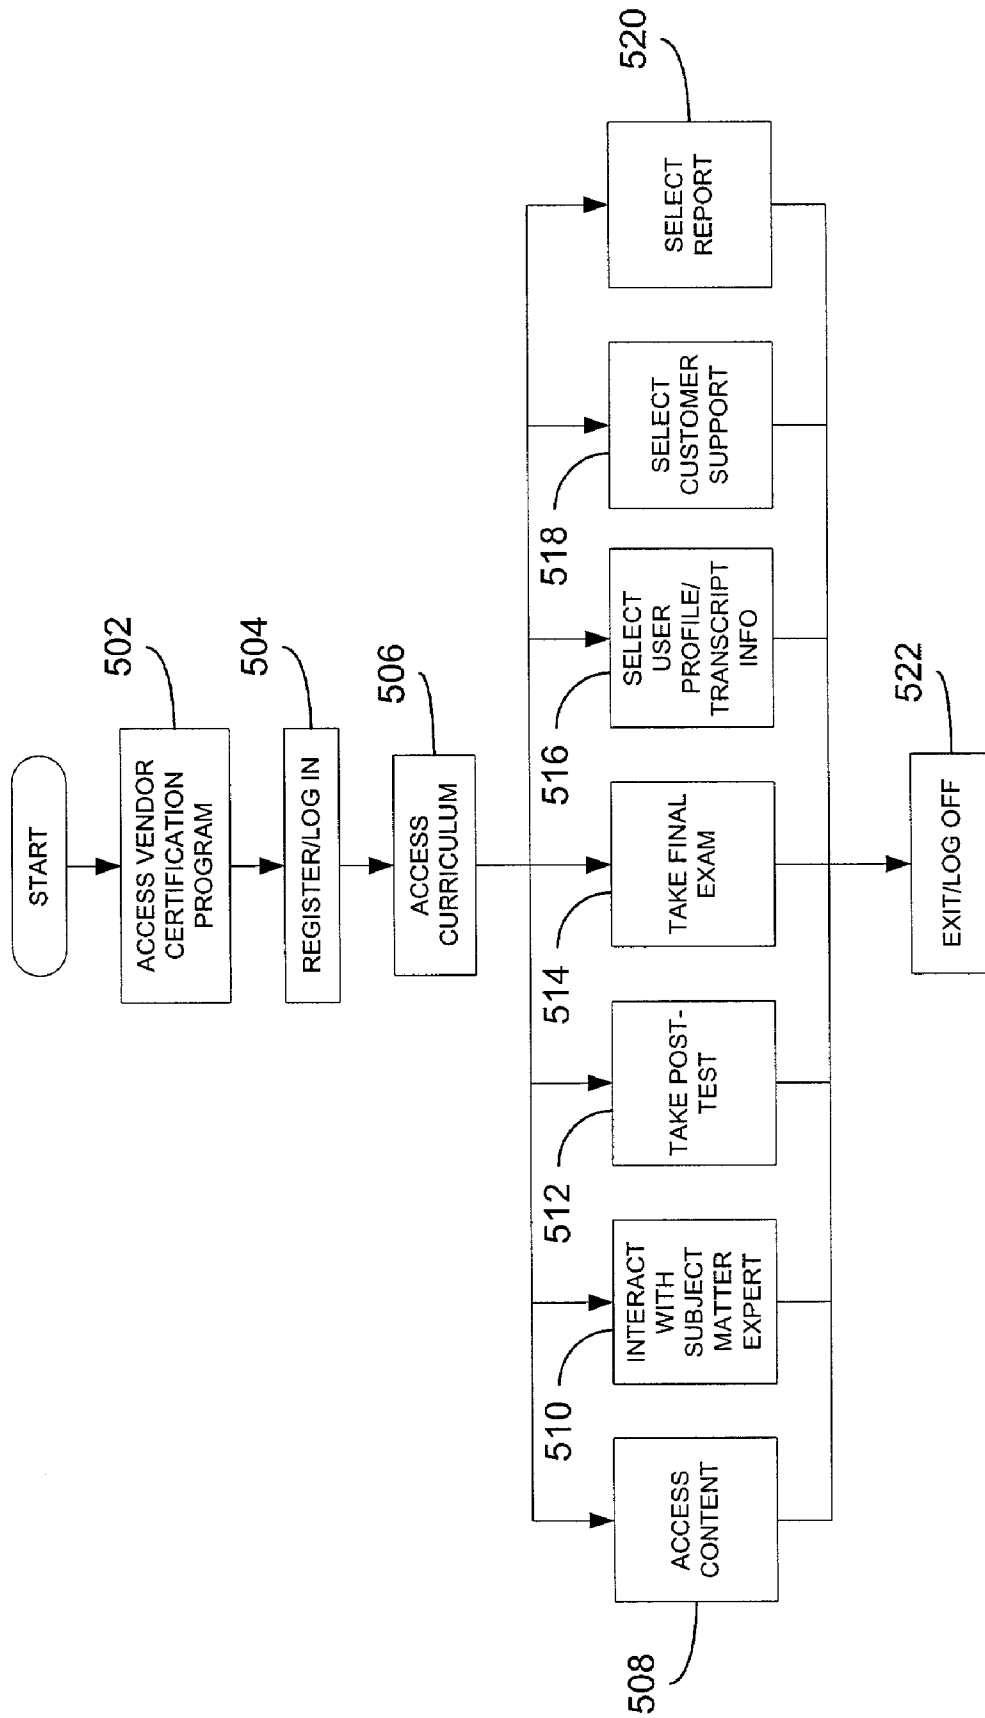 START
ACCESS VENDOR
CERTIFICATION
PROGRAM
502
REGISTER/LOG IN
504
ACCESS
CURRICULUM
506
ACCESS
CONTENT
508
INTERACT
WITH
SUBJECT
MATTER
EXPERT
510
TAKE POST-
TEST
512
TAKE FINAL
EXAM
514
SELECT
USER
PROFILE/
TRANSCRIPT
INFO
516
SELECT
CUSTOMER
SUPPORT
518
SELECT
REPORT
520
EXIT/LOG OFF
522